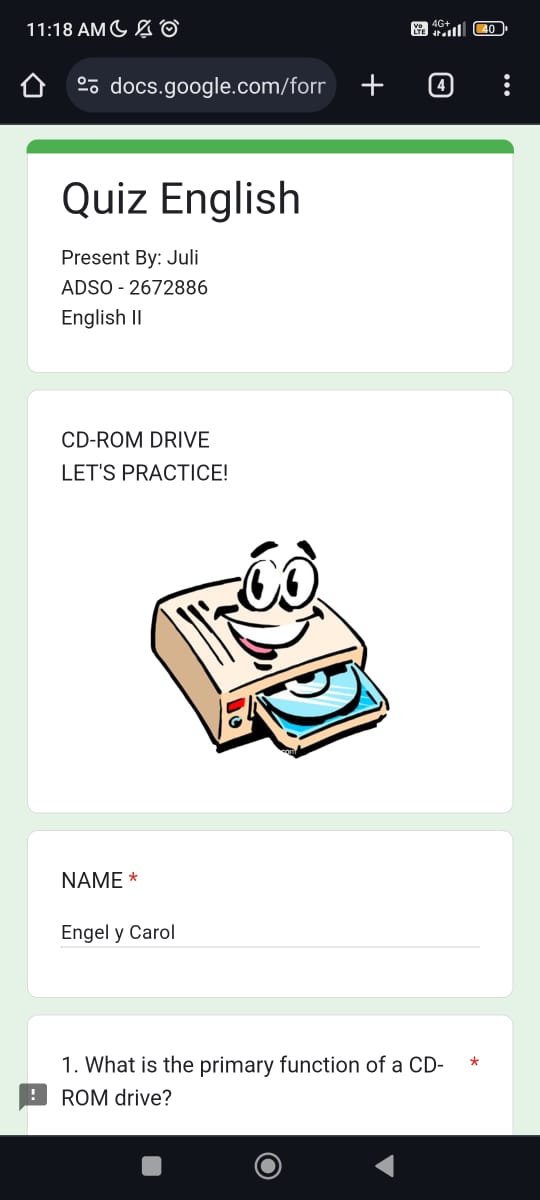 11:18 AM
Vo LTE 4G+ 40
docs.google.com/forr
4
Quiz English
Present By: Juli
ADSO - 2672886
English II
CD-ROM DRIVE
LET'S PRACTICE!
NAME *
Engel y Carol
1. What is the primary function of a CD- *
ROM drive?